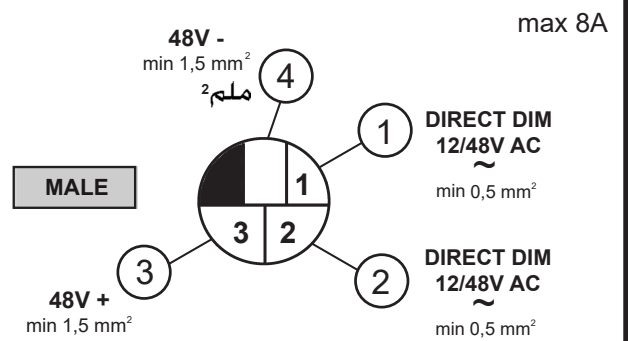 max 8A
48V -
min 1,5 mm²
ملم²
4
1
DIRECT DIM
12/48V AC
~
min 0,5 mm²
MALE
1
3 2
3
48V +
min 1,5 mm²
2
DIRECT DIM
12/48V AC
~
min 0,5 mm²